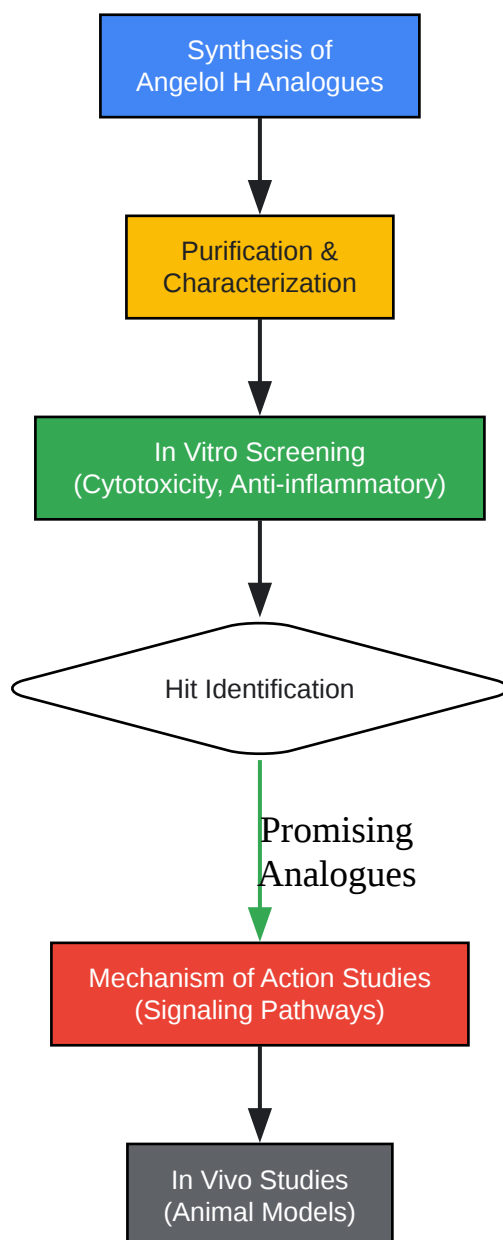 Synthesis of
Angelol H Analogues
Purification &
Characterization
In Vitro Screening
(Cytotoxicity, Anti-inflammatory)
Hit Identification
Promising
Analogues
Mechanism of Action Studies
(Signaling Pathways)
In Vivo Studies
(Animal Models)